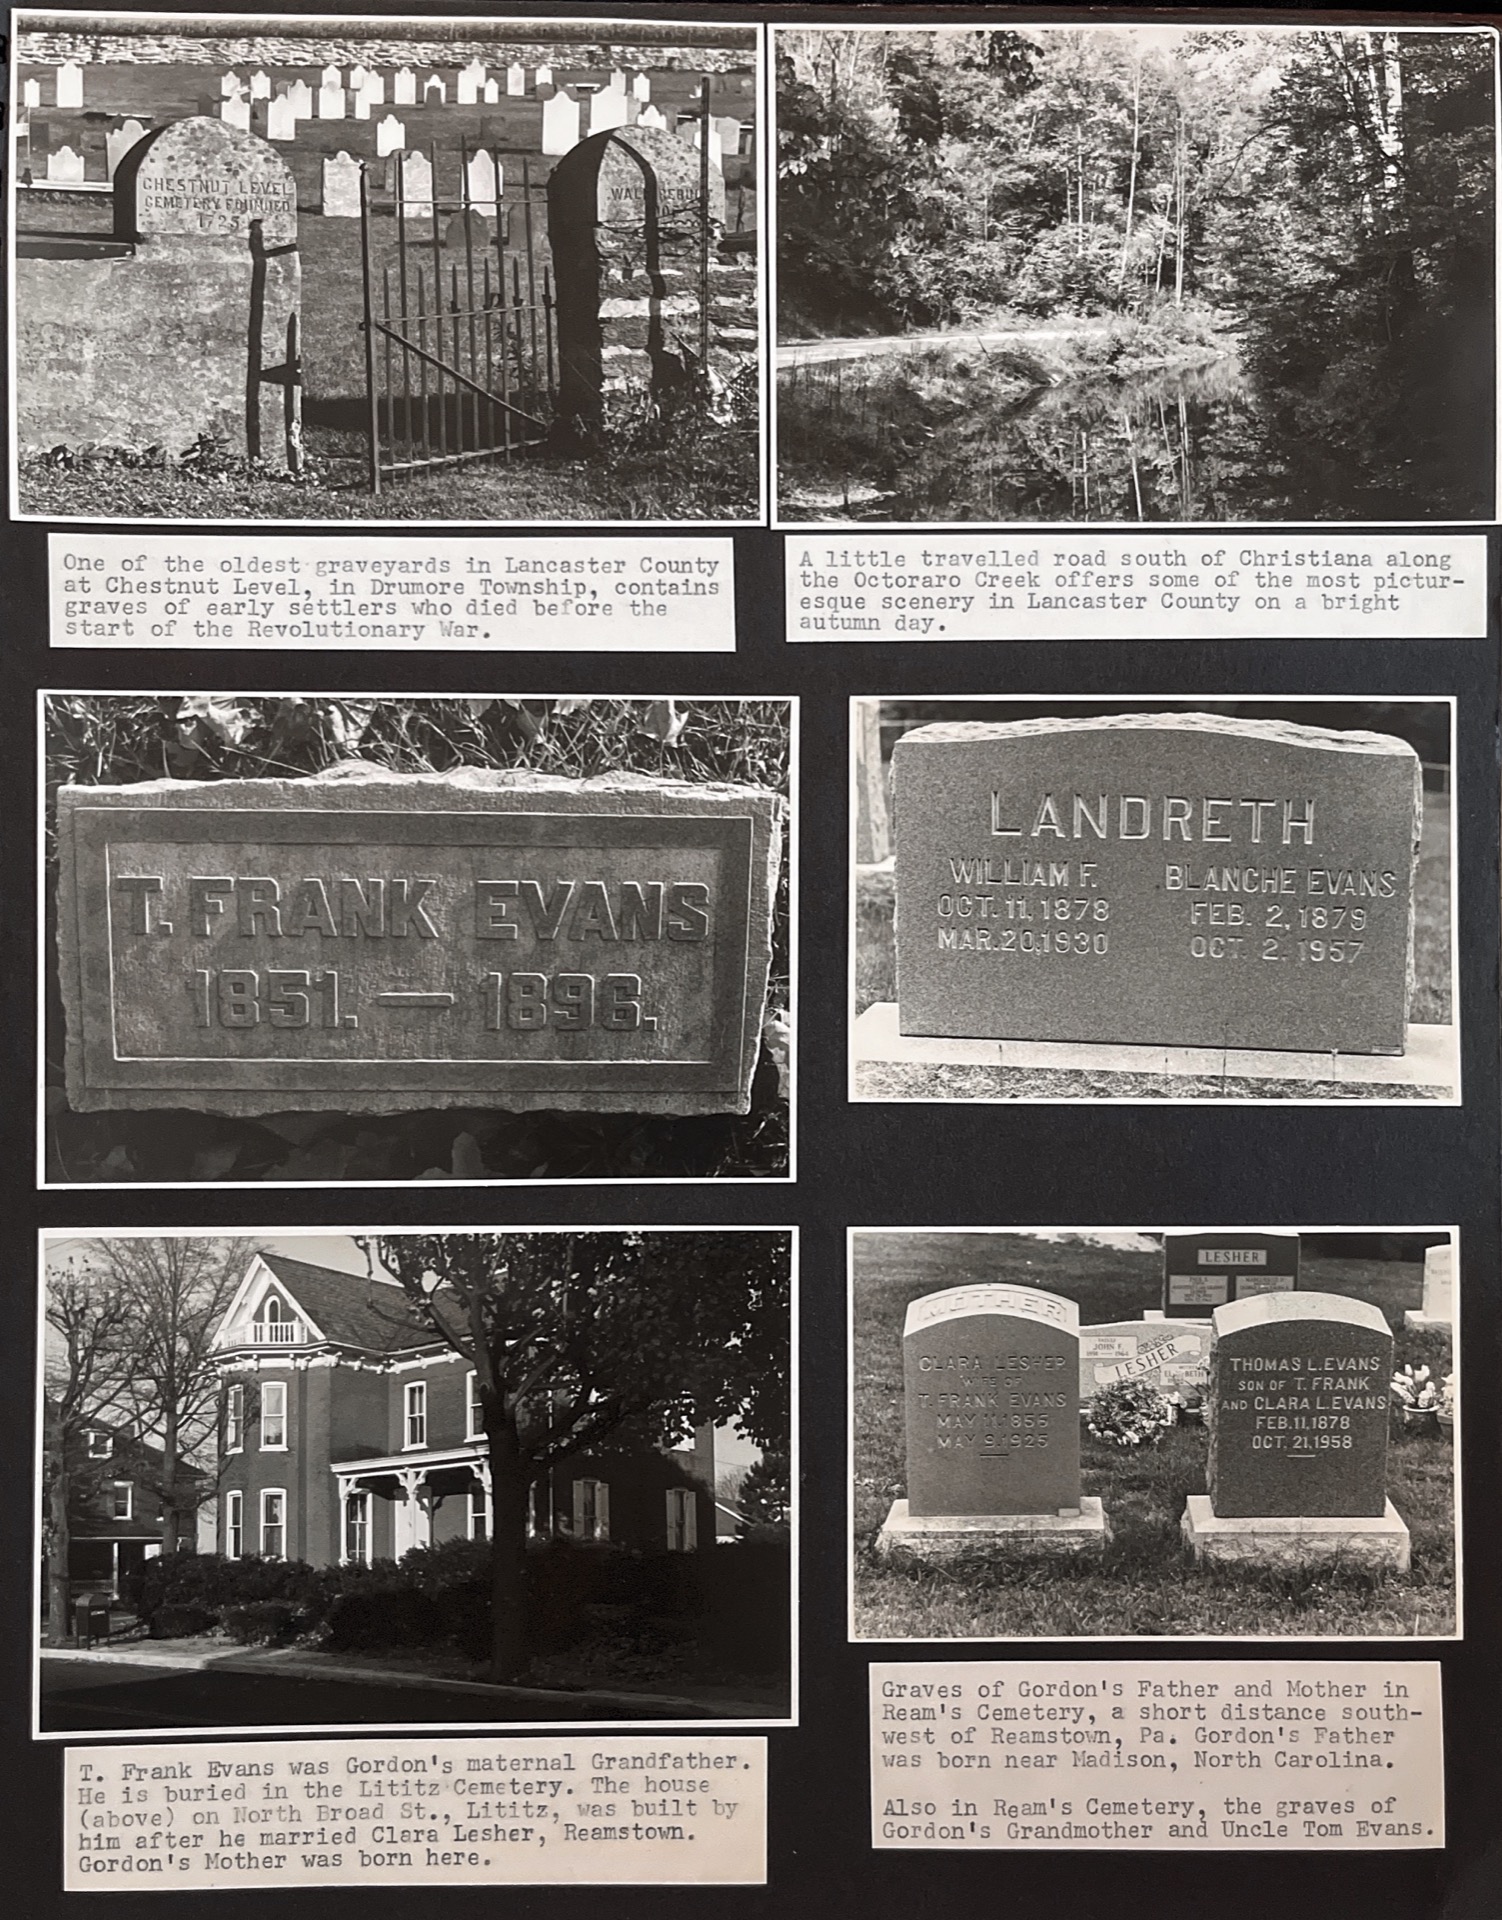 CHESTNUT LEVEL
CEMETERY FOUNDED
1725
One of the oldest graveyards in Lancaster County
at Chestnut Level, in Drumore Township, contains
graves of early settlers who died before the
start of the Revolutionary War.
A little travelled road south of Christiana along
the Octoraro Creek offers some of the most pictur-
esque scenery in Lancaster County on a bright
autumn day.
T. FRANK EVANS
1851. — 1896.
LANDRETH
WILLIAM F.
OCT. 11, 1878
MAR. 20, 1930
BLANCHE EVANS
FEB. 2, 1879
OCT. 2, 1957
T. Frank Evans was Gordon's maternal Grandfather.
He is buried in the Lititz Cemetery. The house
(above) on North Broad St., Lititz, was built by
him after he married Clara Lesher, Reamstown.
Gordon's Mother was born here.
LESHER
MOTHER
CLARA LESHER
WIFE OF
T. FRANK EVANS
MAY 11, 1855
MAY 9, 1925
JOHN F.
LESHER
THOMAS L. EVANS
SON OF T. FRANK
AND CLARA L. EVANS
FEB. 11, 1878
OCT. 21, 1958
Graves of Gordon's Father and Mother in
Ream's Cemetery, a short distance south-
west of Reamstown, Pa. Gordon's Father
was born near Madison, North Carolina.
Also in Ream's Cemetery, the graves of
Gordon's Grandmother and Uncle Tom Evans.